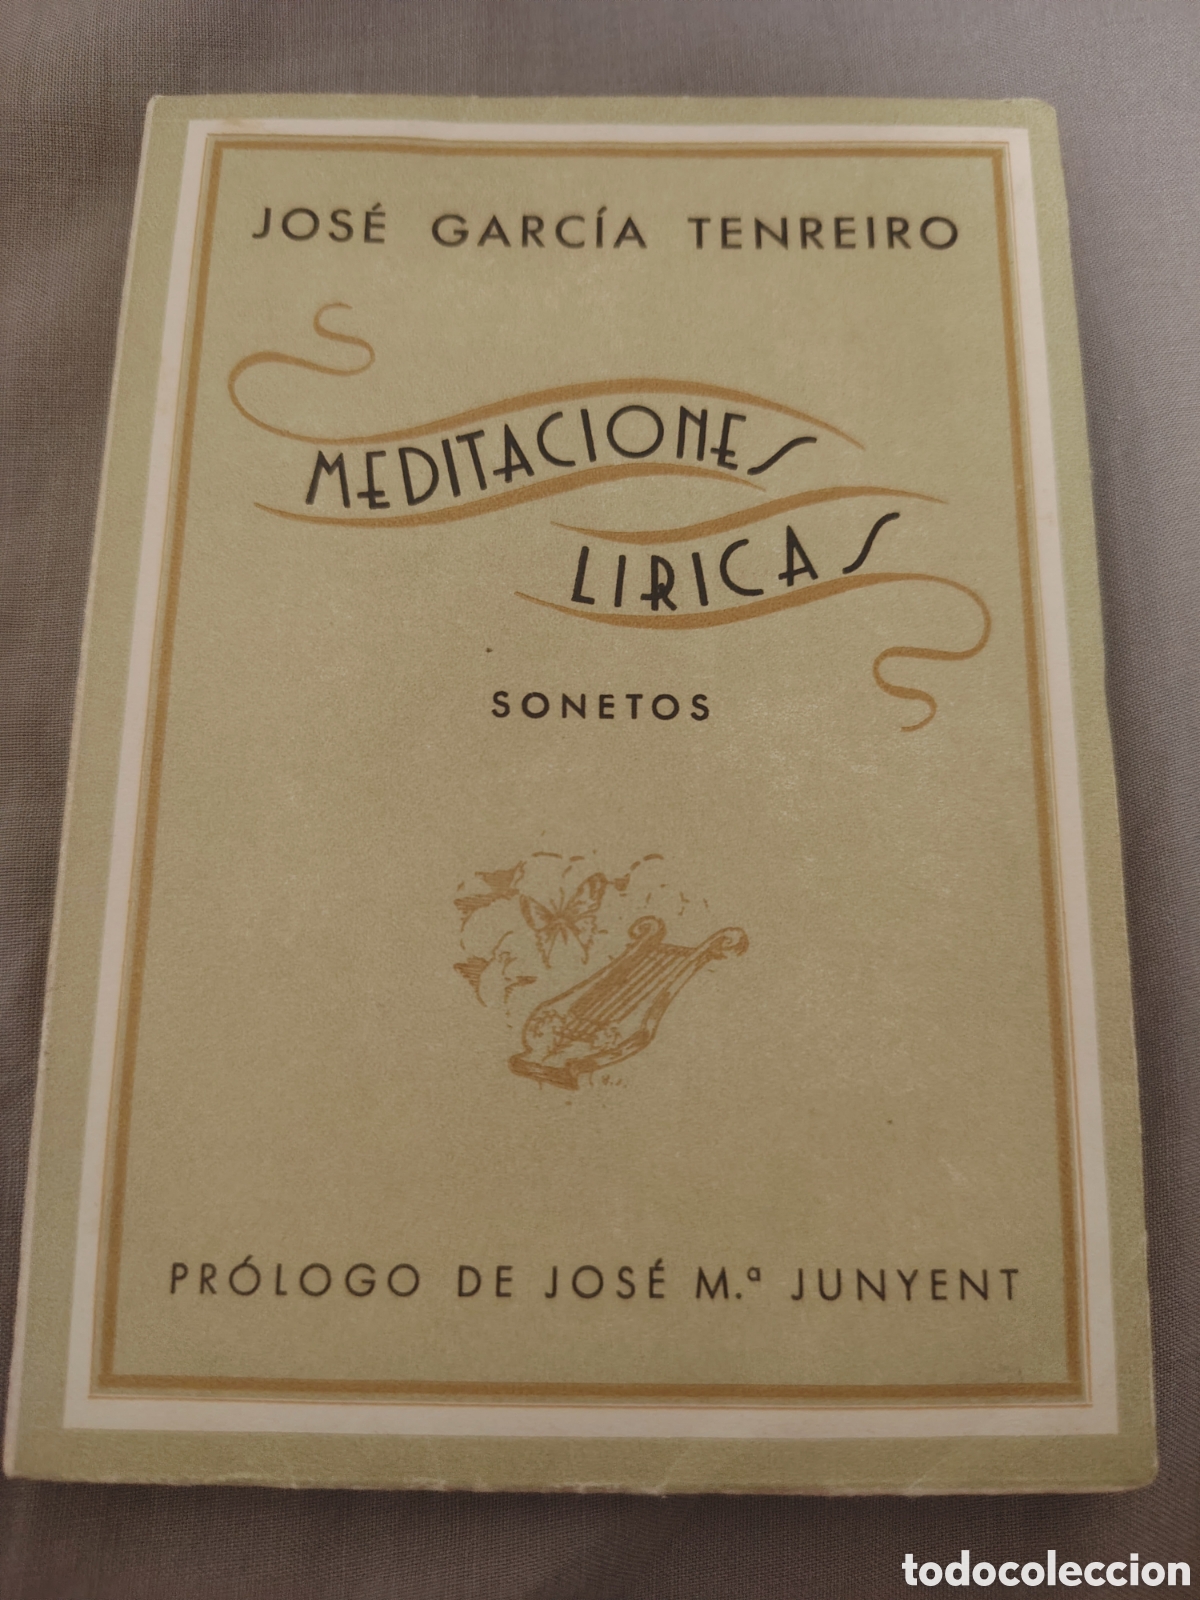 JOSÉ GARCÍA TENREIRO
MEDITACIONES
LIRICAS
SONETOS
PRÓLOGO DE JOSÉ M.ª JUNYENT
todocoleccion